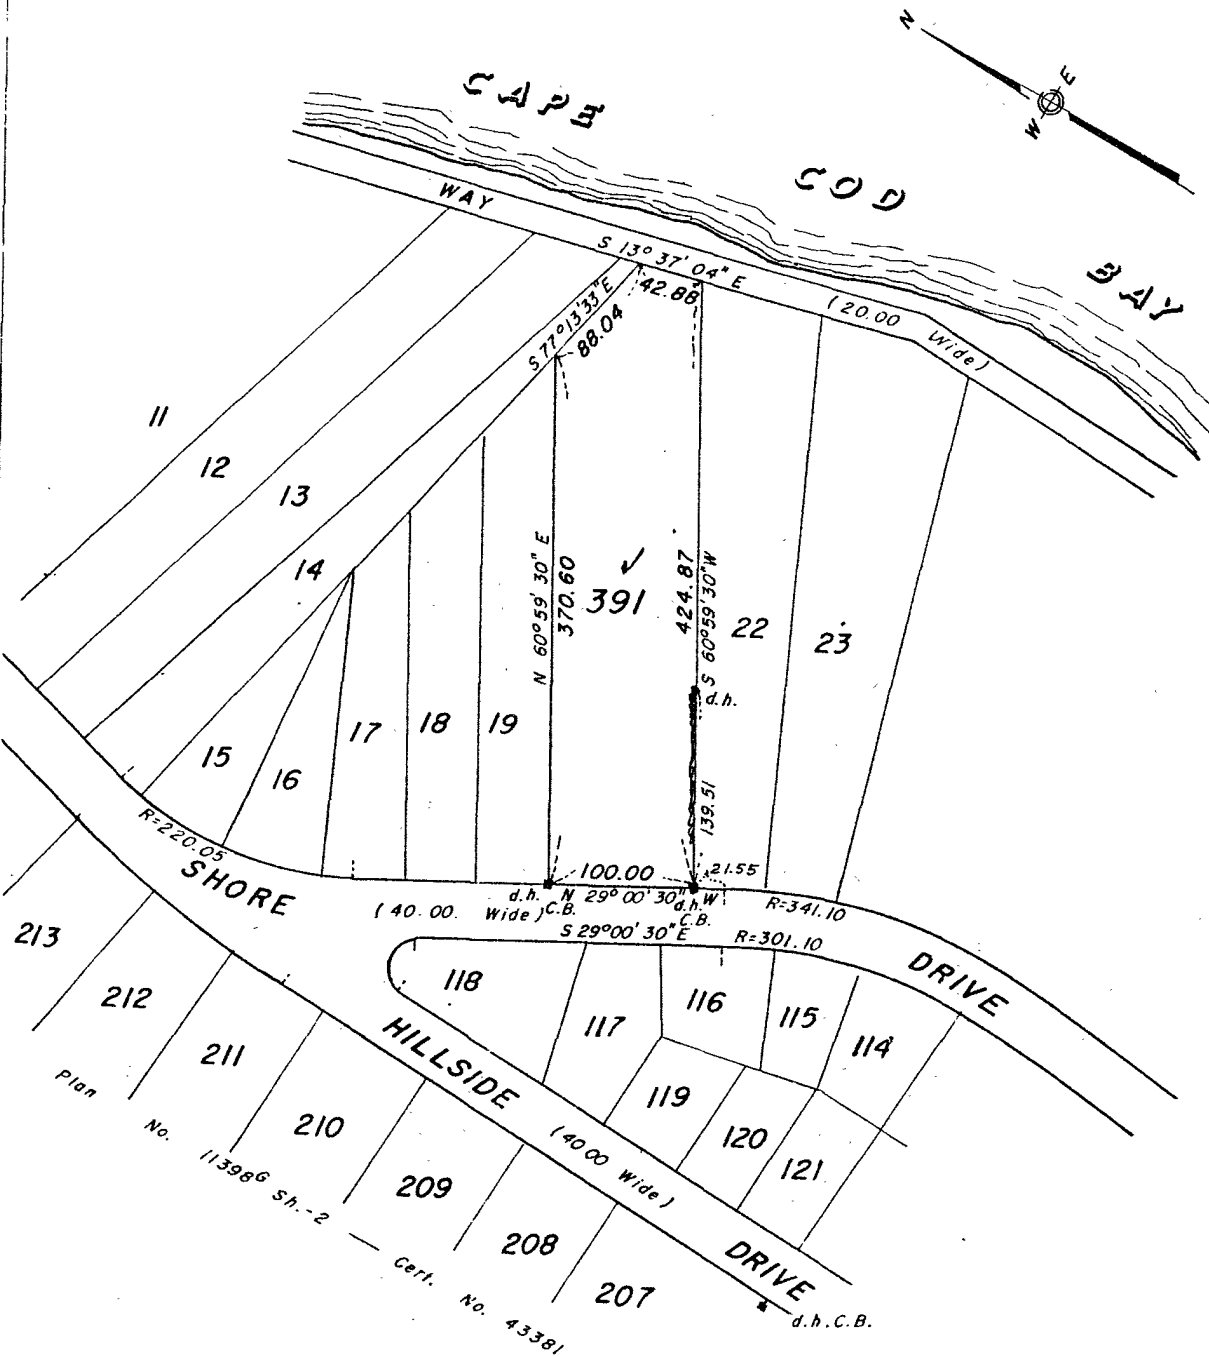 N
E
W
CAPE
COD
BAY
WAY
S 13° 37' 04" E
(20.00 Wide)
42.88
S 77° 13' 33" E
88.04
11
12
13
14
15
16
17
18
19
N 60° 59' 30" E
370.60
391
424.87
S 60° 59' 30" W
22
23
d.h.
139.51
R=220.05
SHORE
(40.00 Wide)
100.00
21.55
d.h.
C.B.
N 29° 00' 30" W
d.h.
C.B.
R=341.10
S 29° 00' 30" E
R=301.10
DRIVE
213
212
211
210
209
208
207
118
117
116
115
114
119
120
121
HILLSIDE
(40.00 Wide)
DRIVE
d.h.C.B.
Plan No. 11398G Sh.-2 — Cert. No. 43381